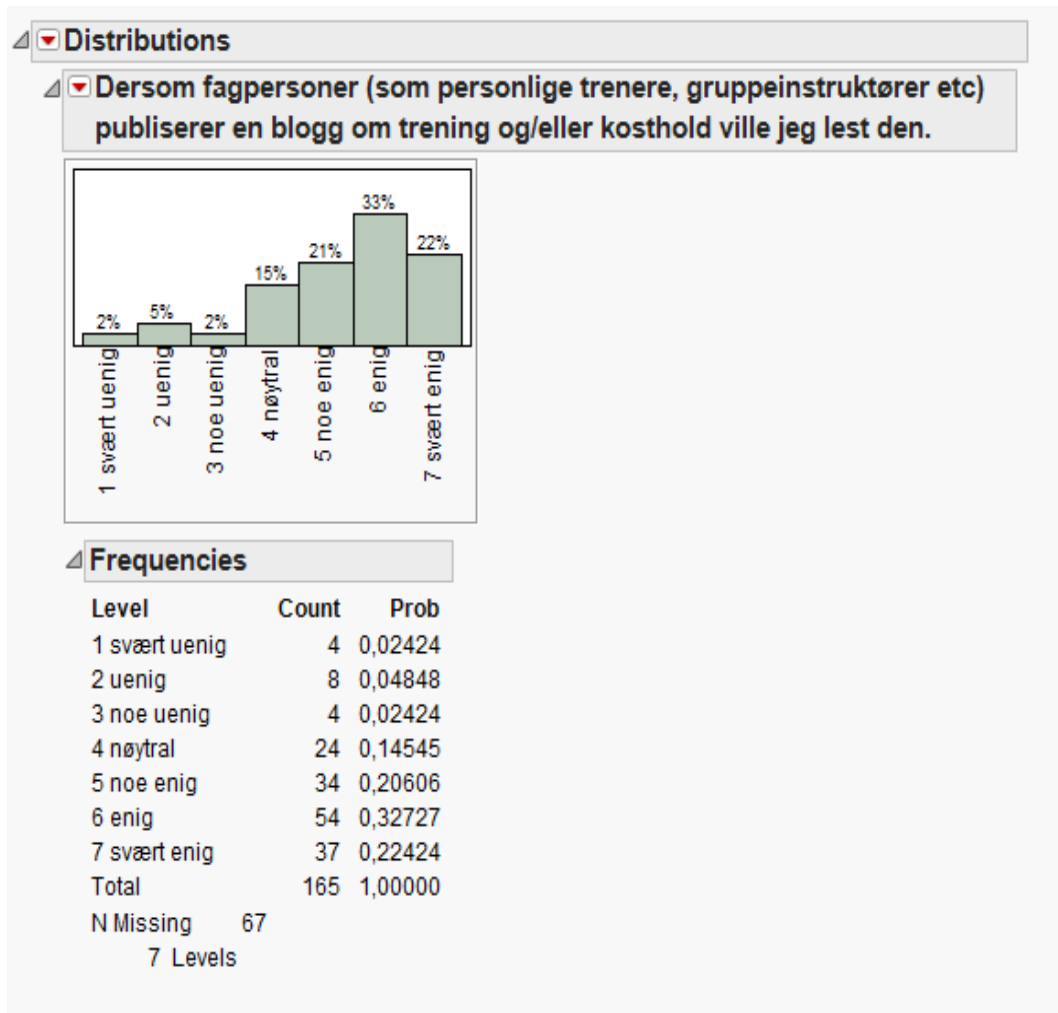 Distributions
Dersom fagpersoner (som personlige trenere, gruppeinstruktører etc)
publiserer en blogg om trening og/eller kosthold ville jeg lest den.
2%
5%
2%
15%
21%
33%
22%
1 svært uenig
2 uenig
3 noe uenig
4 nøytral
5 noe enig
6 enig
7 svært enig
Frequencies
Level Count Prob
1 svært uenig 4 0,02424
2 uenig 8 0,04848
3 noe uenig 4 0,02424
4 nøytral 24 0,14545
5 noe enig 34 0,20606
6 enig 54 0,32727
7 svært enig 37 0,22424
Total 165 1,00000
N Missing 67
7 Levels